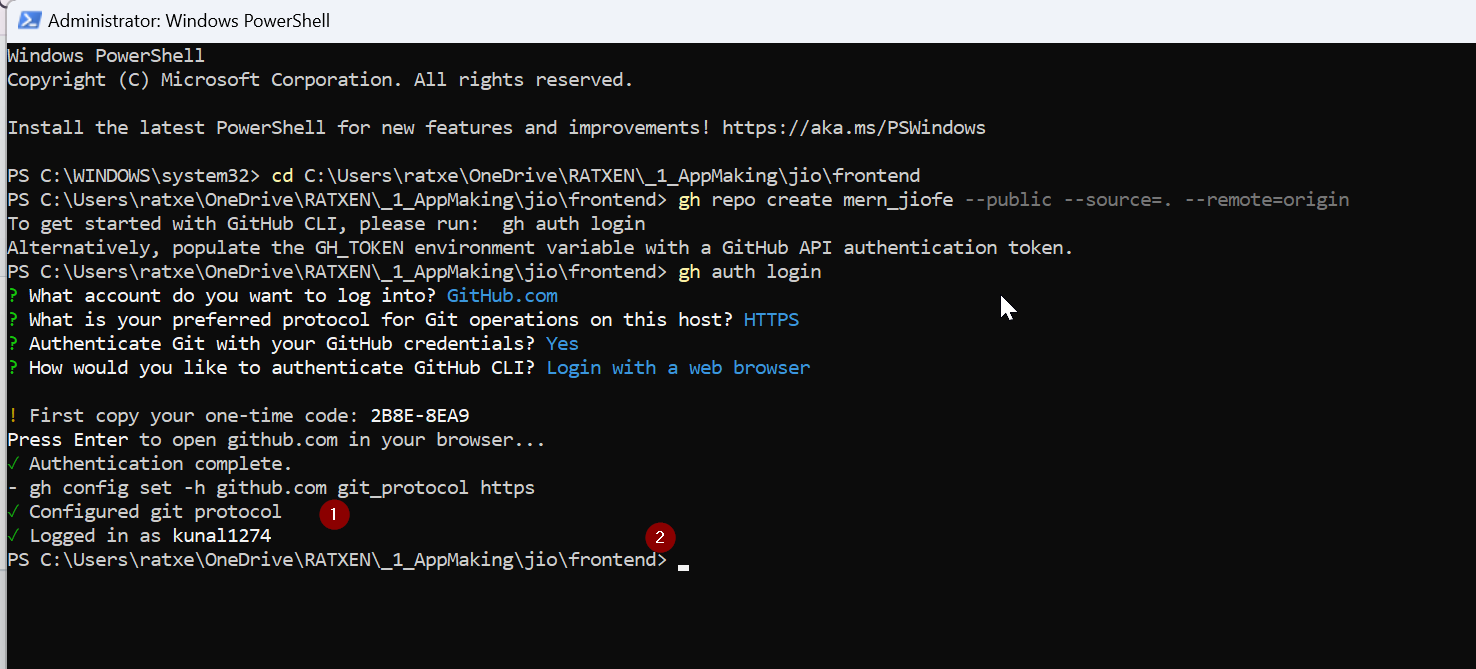 Administrator: Windows PowerShell
Windows PowerShell
Copyright (C) Microsoft Corporation. All rights reserved.
Install the latest PowerShell for new features and improvements! https://aka.ms/PSWindows
PS C:\WINDOWS\system32> cd C:\Users\ratxe\OneDrive\RATXEN\_1_AppMaking\jio\frontend
PS C:\Users\ratxe\OneDrive\RATXEN\_1_AppMaking\jio\frontend> gh repo create mern_jiofe --public --source=. --remote=origin
To get started with GitHub CLI, please run:  gh auth login
Alternatively, populate the GH_TOKEN environment variable with a GitHub API authentication token.
PS C:\Users\ratxe\OneDrive\RATXEN\_1_AppMaking\jio\frontend> gh auth login
? What account do you want to log into? GitHub.com
? What is your preferred protocol for Git operations on this host? HTTPS
? Authenticate Git with your GitHub credentials? Yes
? How would you like to authenticate GitHub CLI? Login with a web browser
! First copy your one-time code: 2B8E-8EA9
Press Enter to open github.com in your browser...
✓ Authentication complete.
- gh config set -h github.com git_protocol https
✓ Configured git protocol 1
✓ Logged in as kunal1274 2
PS C:\Users\ratxe\OneDrive\RATXEN\_1_AppMaking\jio\frontend>